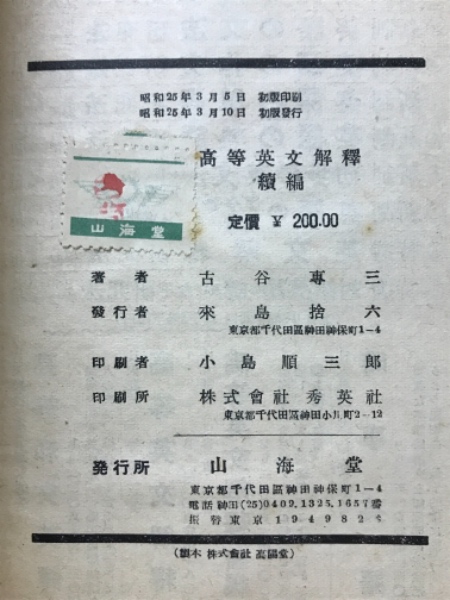 昭和25年3月5日 初版印刷
昭和25年3月10日 初版發行
高等英文解釋
續編
定價 ¥ 200.00
山海堂
著者 古谷專三
發行者 來島捨六
東京都千代田區神田神保町1-4
印刷者 小島順三郎
印刷所 株式會社秀英社
東京都千代田區神田小川町2-12
発行所 山海堂
東京都千代田區神田神保町1-4
電話神田(25)0409.1325.1657番
振替東京194982
(製本 株式會社 高陽堂)